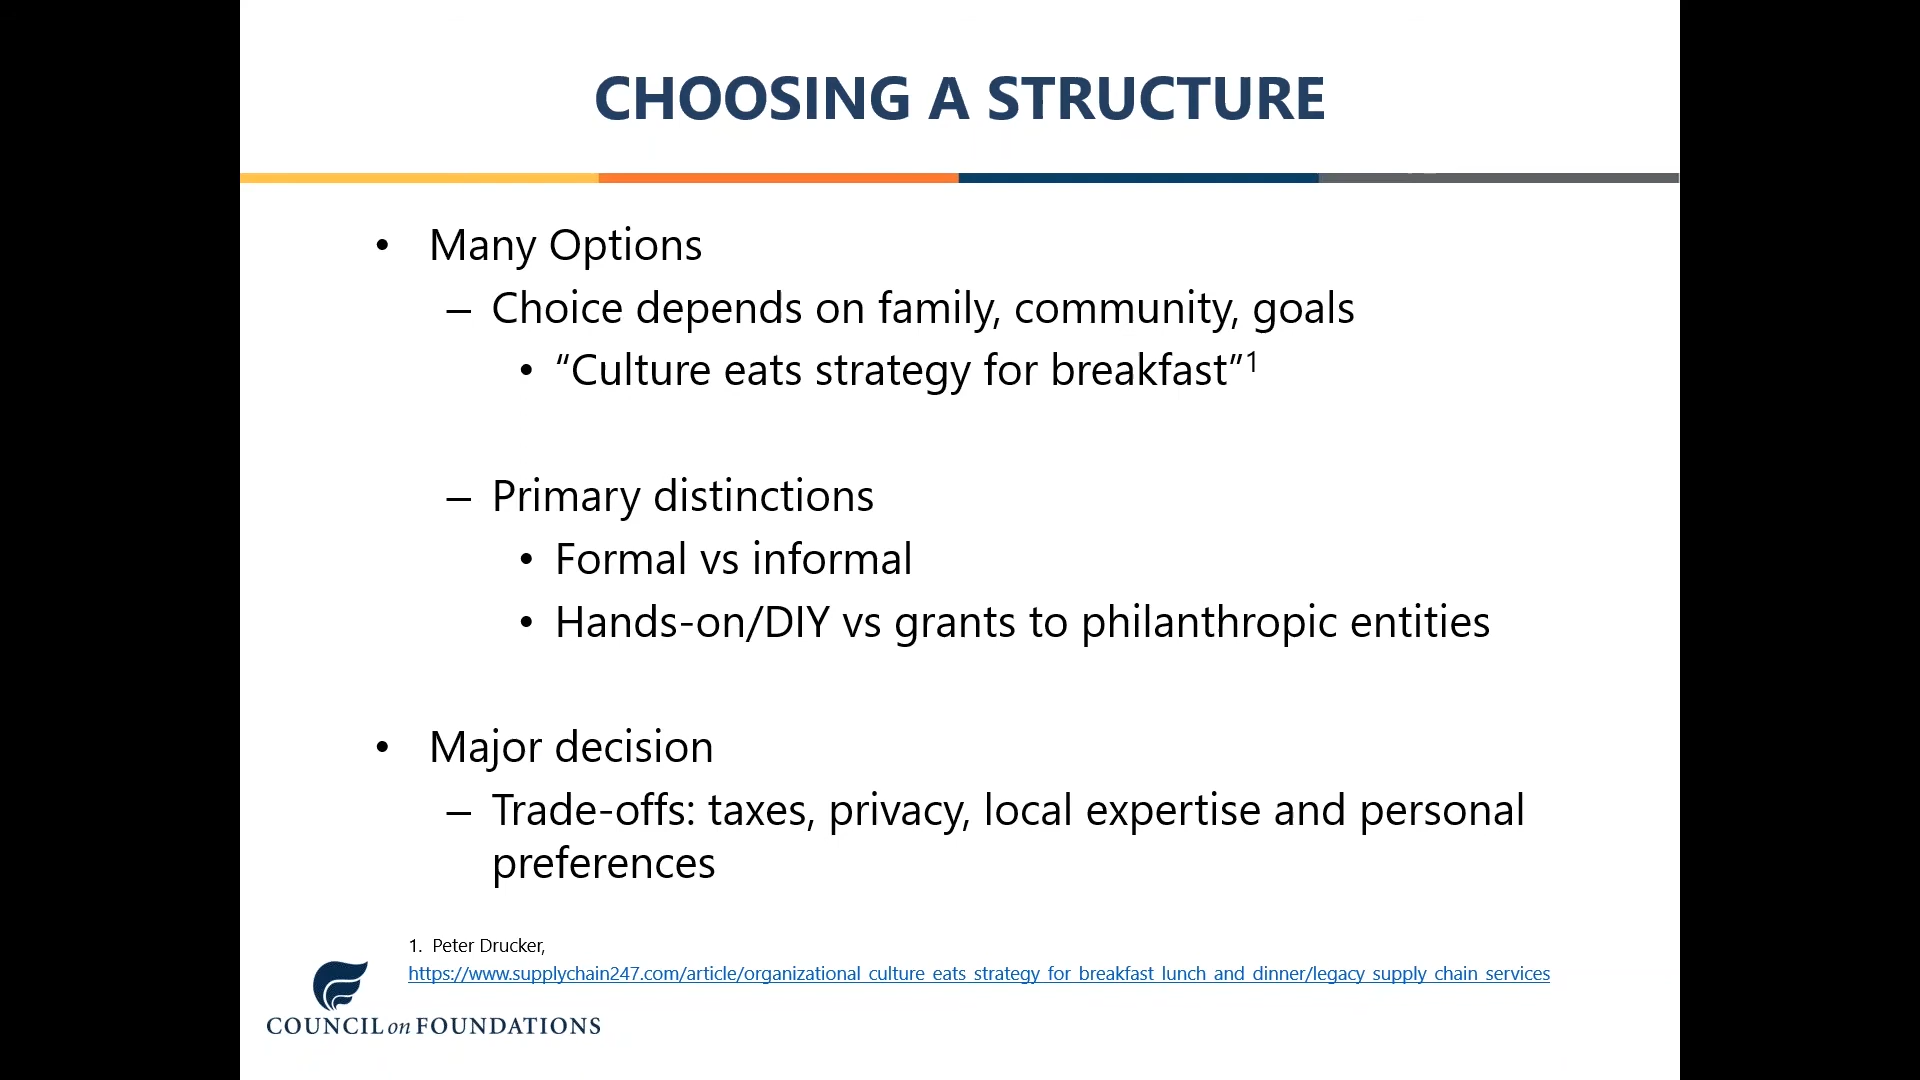 CHOOSING A STRUCTURE
• Many Options
– Choice depends on family, community, goals
• “Culture eats strategy for breakfast”1
– Primary distinctions
• Formal vs informal
• Hands-on/DIY vs grants to philanthropic entities
• Major decision
– Trade-offs: taxes, privacy, local expertise and personal
preferences
1. Peter Drucker,
https://www.supplychain247.com/article/organizational_culture_eats_strategy_for_breakfast_lunch_and_dinner/legacy_supply_chain_services
COUNCIL on FOUNDATIONS